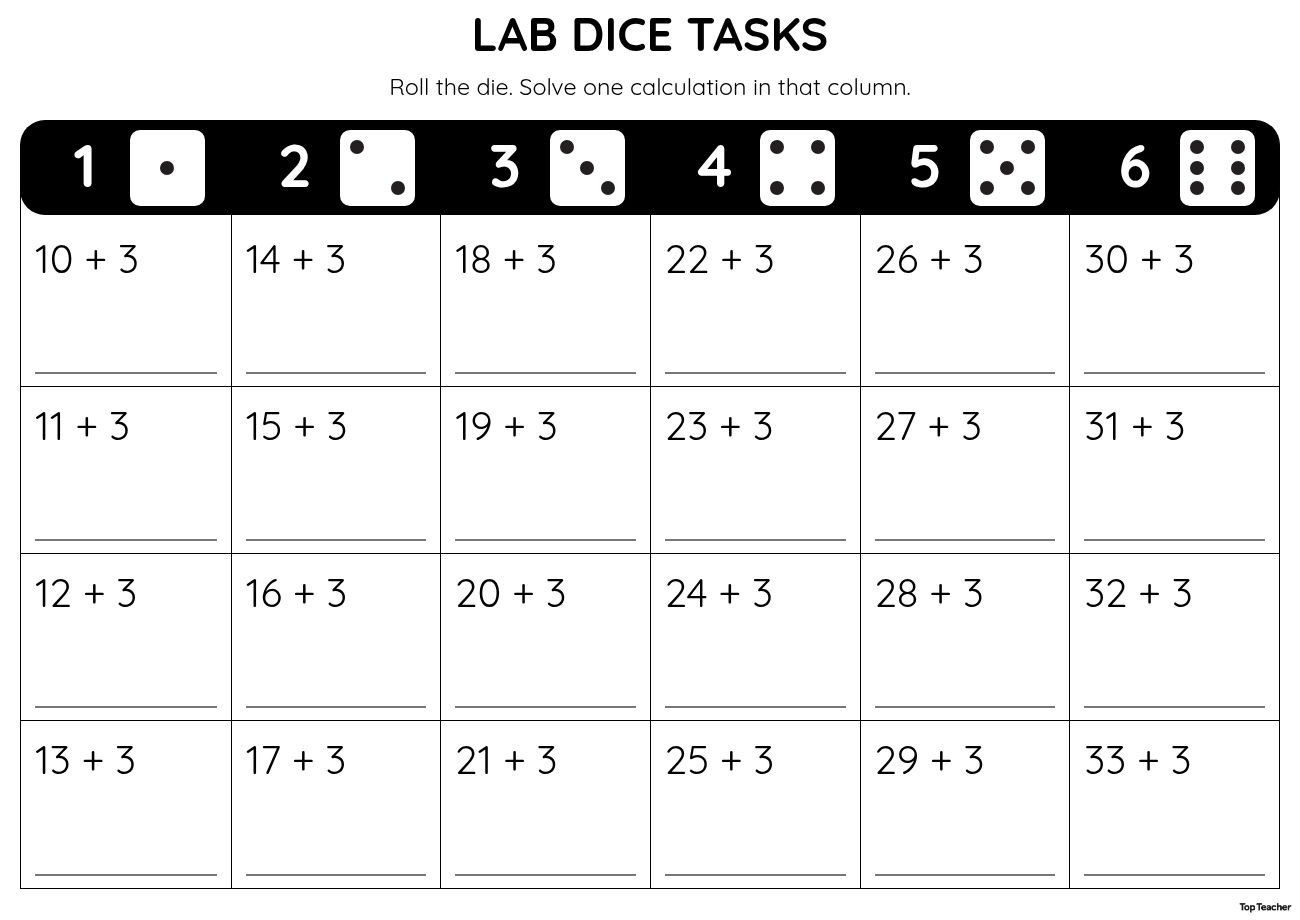 LAB DICE TASKS
Roll the die. Solve one calculation in that column.
1 2 3 4 5 6
10 + 3 14 + 3 18 + 3 22 + 3 26 + 3 30 + 3
11 + 3 15 + 3 19 + 3 23 + 3 27 + 3 31 + 3
12 + 3 16 + 3 20 + 3 24 + 3 28 + 3 32 + 3
13 + 3 17 + 3 21 + 3 25 + 3 29 + 3 33 + 3
Top Teacher